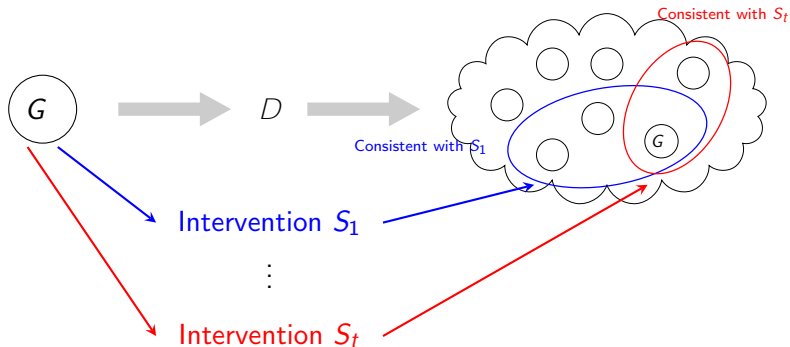 Consistent with S_t
G
D
Consistent with S_1
G
Intervention S_1
⋮
Intervention S_t